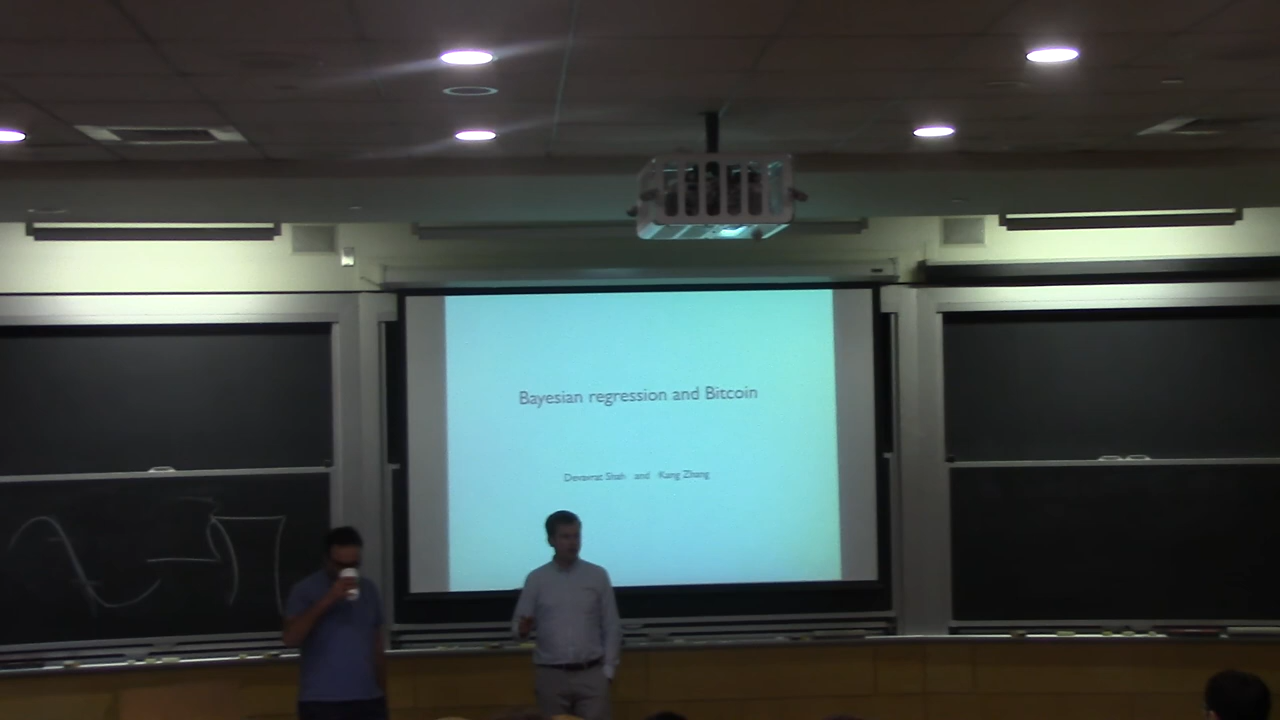 Bayesian regression and Bitcoin
Devavrat Shah and Kang Zhang